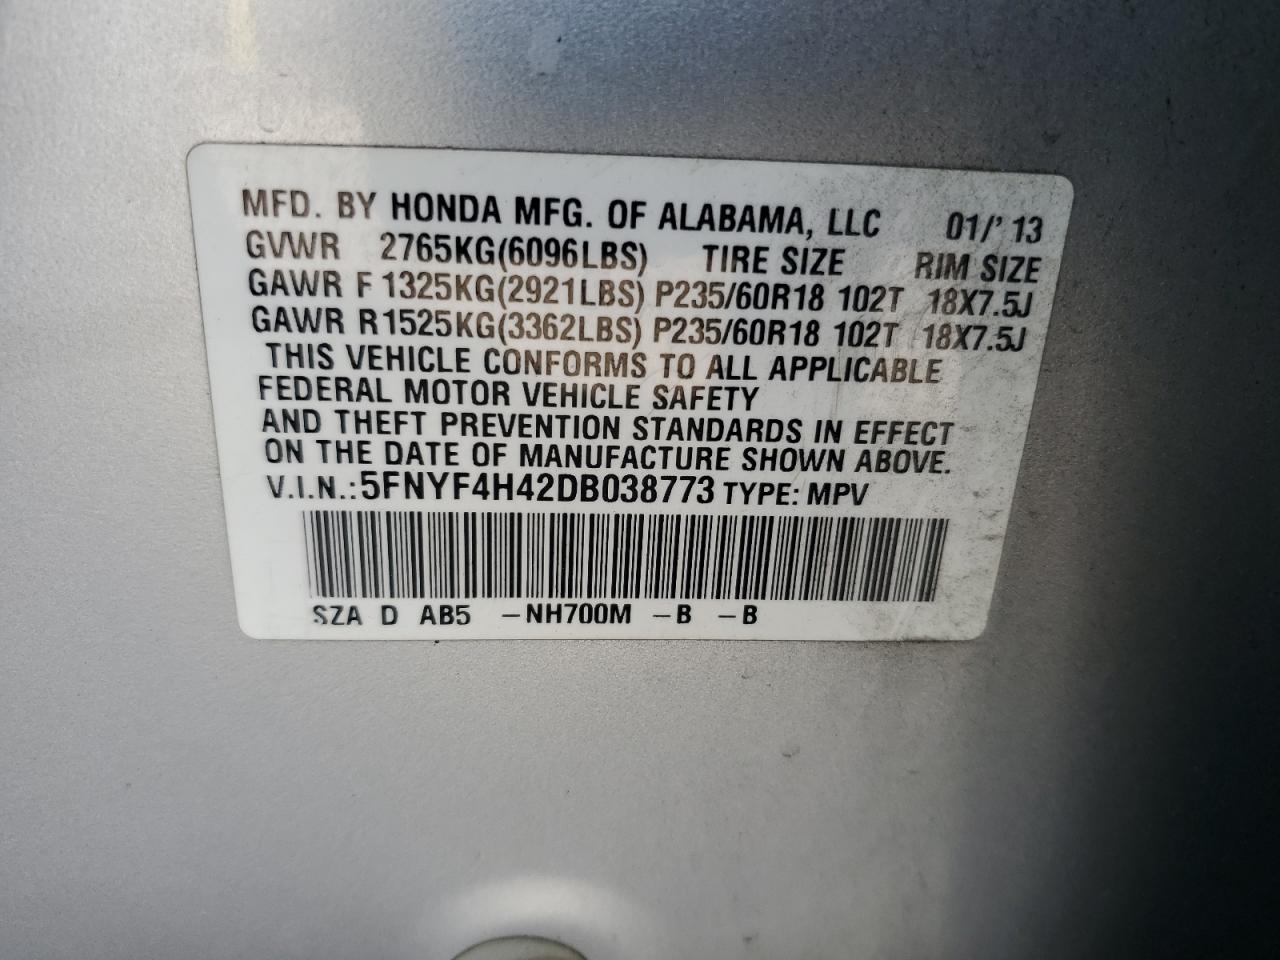 MFD. BY HONDA MFG. OF ALABAMA, LLC 01/'13
GVWR 2765KG(6096LBS) TIRE SIZE RIM SIZE
GAWR F 1325KG(2921LBS) P235/60R18 102T 18X7.5J
GAWR R1525KG(3362LBS) P235/60R18 102T 18X7.5J
THIS VEHICLE CONFORMS TO ALL APPLICABLE
FEDERAL MOTOR VEHICLE SAFETY
AND THEFT PREVENTION STANDARDS IN EFFECT
ON THE DATE OF MANUFACTURE SHOWN ABOVE.
V.I.N.:5FNYF4H42DB038773 TYPE: MPV
SZA D AB5 -NH700M -B -B